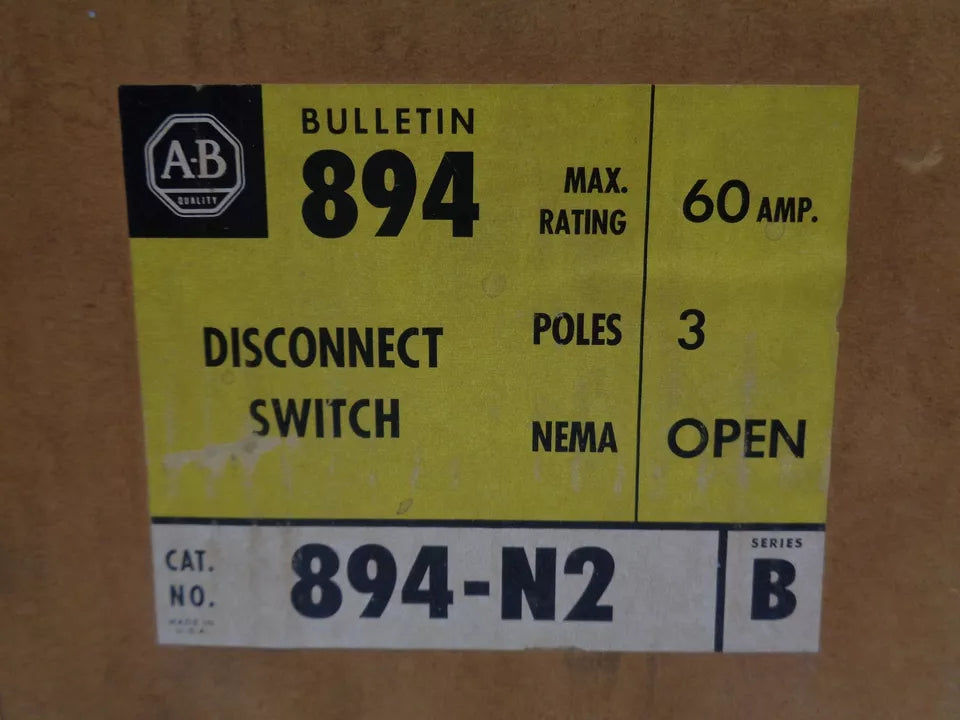 A-B
QUALITY
BULLETIN
894
MAX.
RATING
60 AMP.
DISCONNECT
SWITCH
POLES
3
NEMA
OPEN
CAT.
NO.
894-N2
SERIES
B
MADE IN
U.S.A.